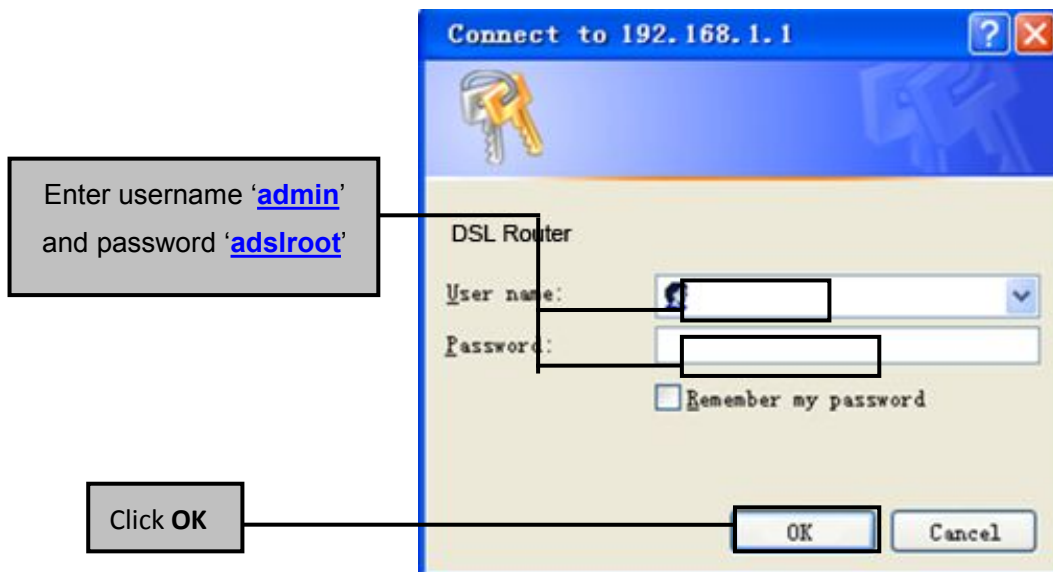 Connect to 192.168.1.1
Enter username ‘admin’
and password ‘adslroot’
DSL Router
User name:
Password:
Remember my password
Click OK
OK
Cancel